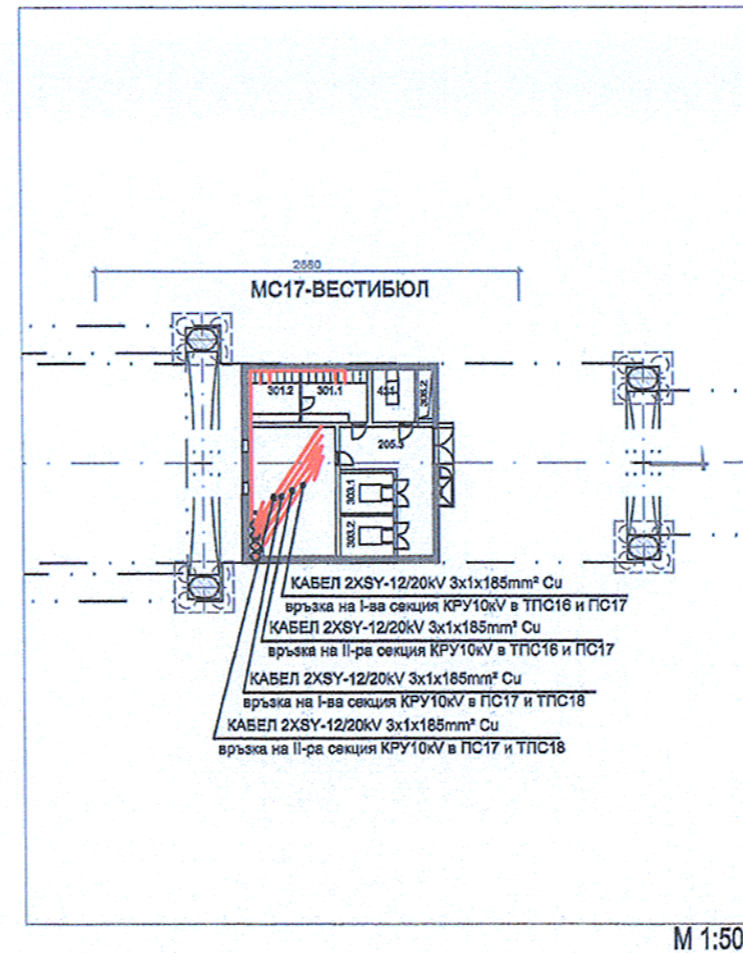 2880
МС17-ВЕСТИБЮЛ
301.2
301.1
205.3
303.1
303.2
КАБЕЛ 2XSY-12/20kV 3x1x185mm² Cu
връзка на I-ва секция КРУ10kV в ТПС16 и ПС17
КАБЕЛ 2XSY-12/20kV 3x1x185mm² Cu
връзка на II-ра секция КРУ10kV в ТПС16 и ПС17
КАБЕЛ 2XSY-12/20kV 3x1x185mm² Cu
връзка на I-ва секция КРУ10kV в ПС17 и ТПС18
КАБЕЛ 2XSY-12/20kV 3x1x185mm² Cu
връзка на II-ра секция КРУ10kV в ПС17 и ТПС18
М 1:50